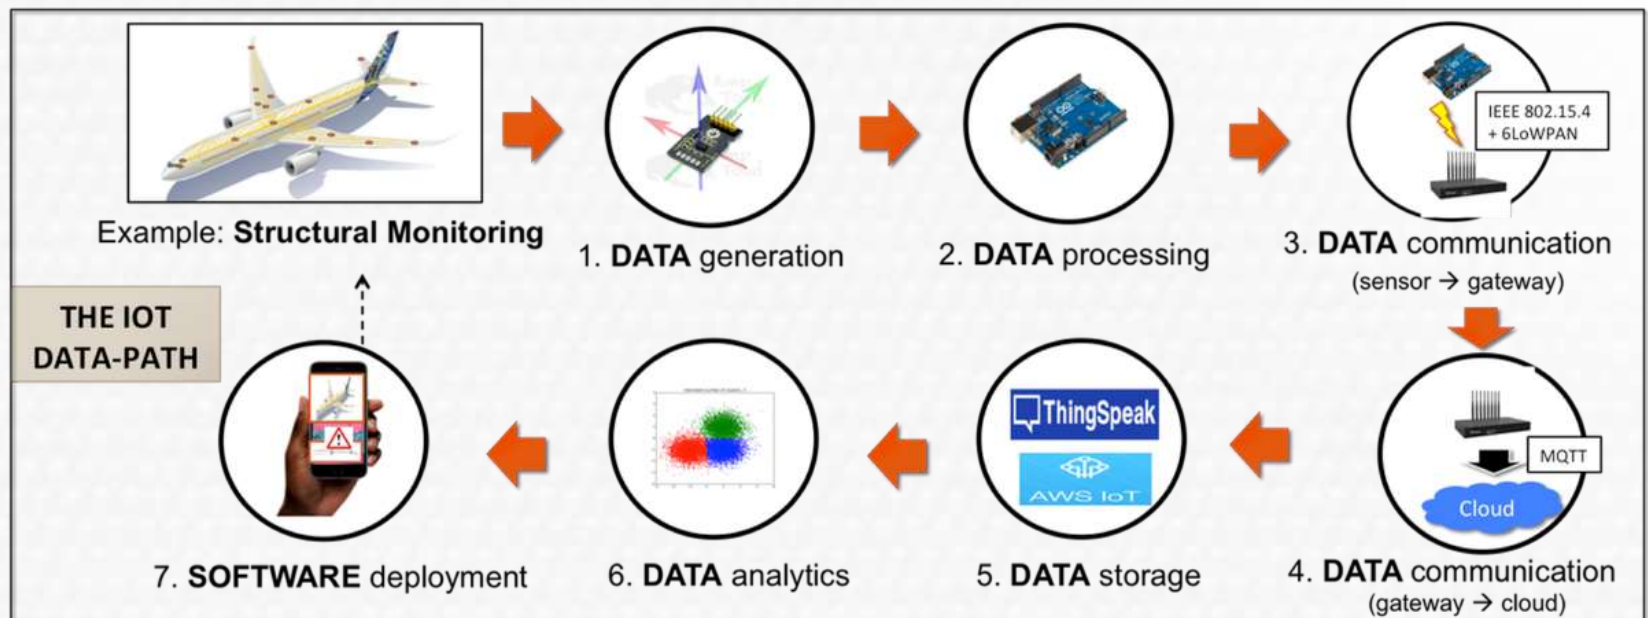 Example: Structural Monitoring
1. DATA generation
2. DATA processing
IEEE 802.15.4
+ 6LoWPAN
3. DATA communication
(sensor → gateway)
THE IOT
DATA-PATH
MQTT
Cloud
4. DATA communication
(gateway → cloud)
ThingSpeak
AWS IoT
5. DATA storage
6. DATA analytics
7. SOFTWARE deployment